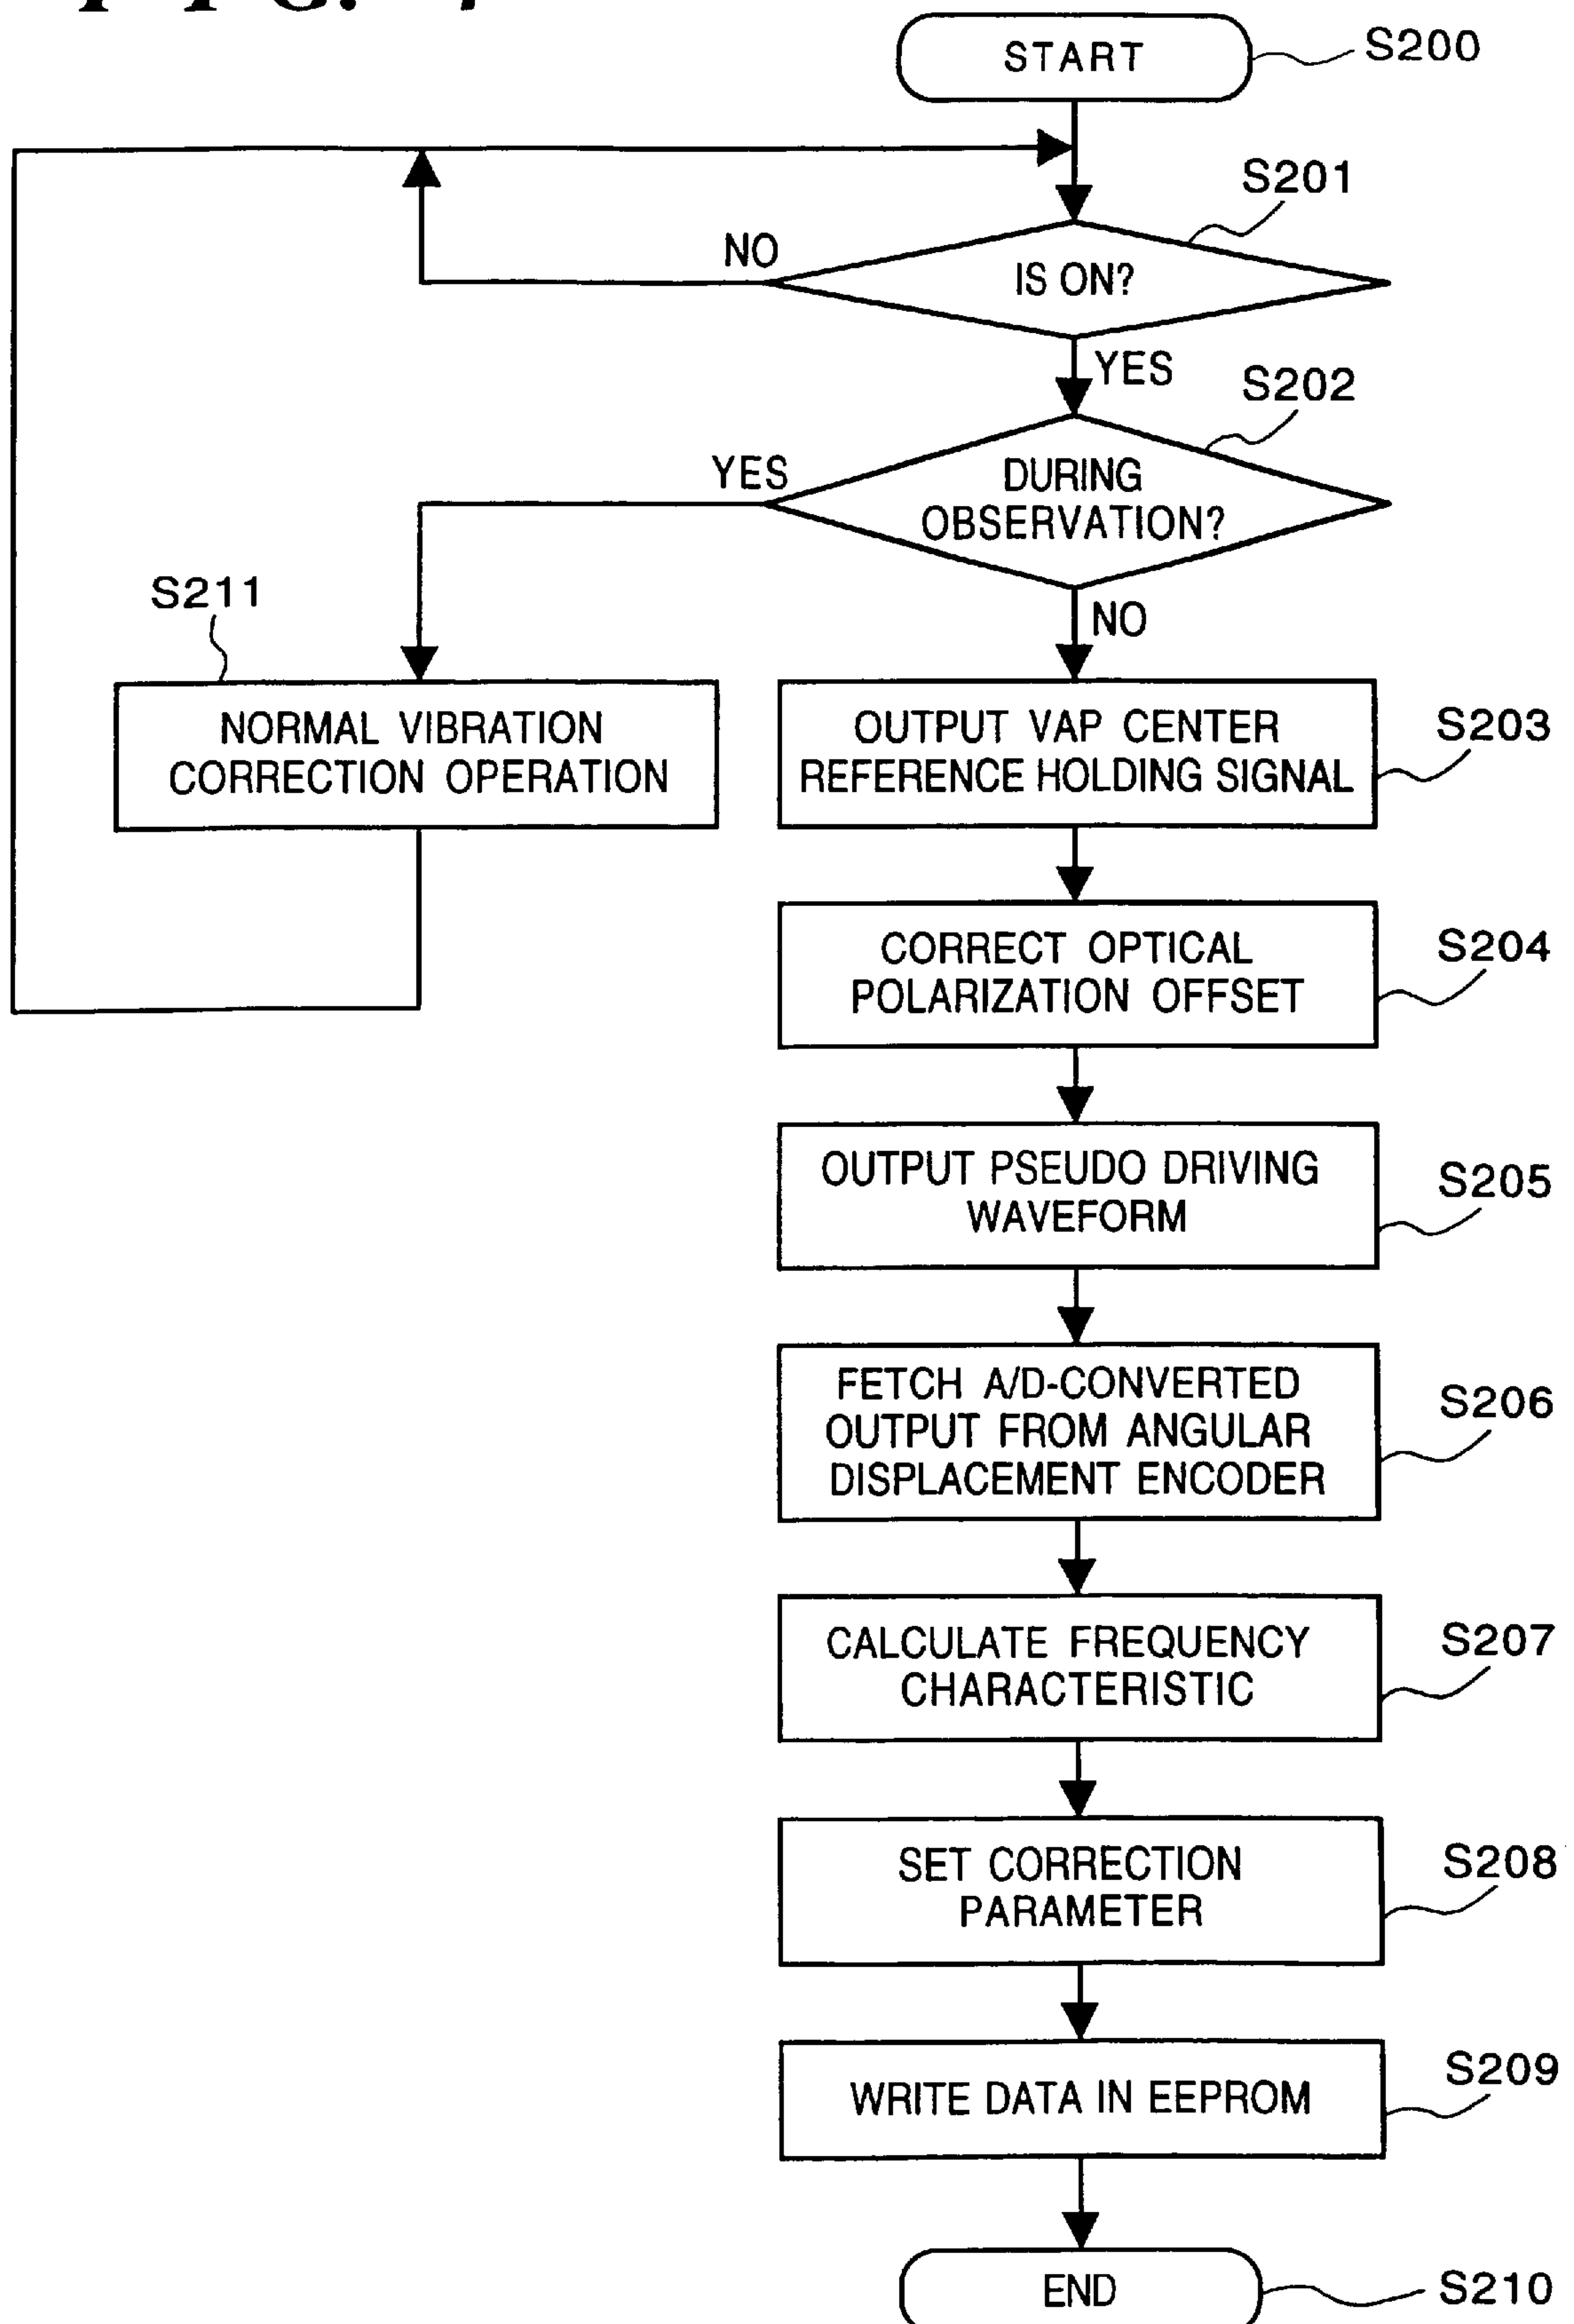 START
S200
S201
NO
IS ON?
YES
S202
YES
DURING
OBSERVATION?
S211
NO
NORMAL VIBRATION
CORRECTION OPERATION
OUTPUT VAP CENTER
REFERENCE HOLDING SIGNAL
S203
CORRECT OPTICAL
POLARIZATION OFFSET
S204
OUTPUT PSEUDO DRIVING
WAVEFORM
S205
FETCH A/D-CONVERTED
OUTPUT FROM ANGULAR
DISPLACEMENT ENCODER
S206
CALCULATE FREQUENCY
CHARACTERISTIC
S207
SET CORRECTION
PARAMETER
S208
WRITE DATA IN EEPROM
S209
END
S210